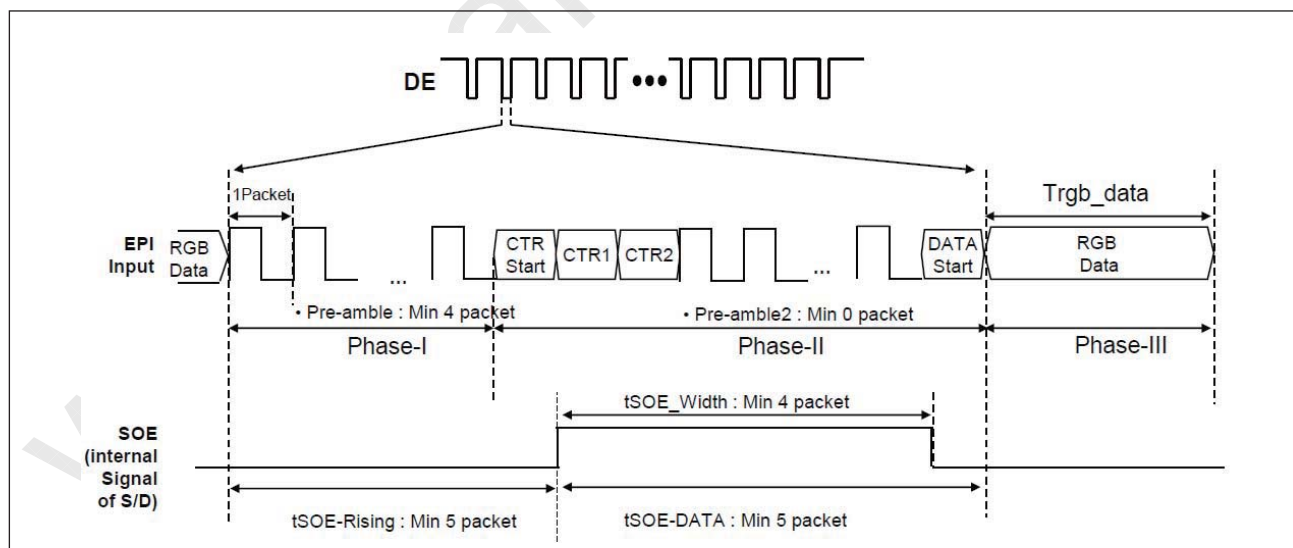 DE
1Packet
Trgb_data
EPI
Input
RGB
Data
...
CTR
Start
CTR1
CTR2
...
DATA
Start
RGB
Data
• Pre-amble : Min 4 packet
• Pre-amble2 : Min 0 packet
Phase-I
Phase-II
Phase-III
tSOE_Width : Min 4 packet
SOE
(internal
Signal
of S/D)
tSOE-Rising : Min 5 packet
tSOE-DATA : Min 5 packet